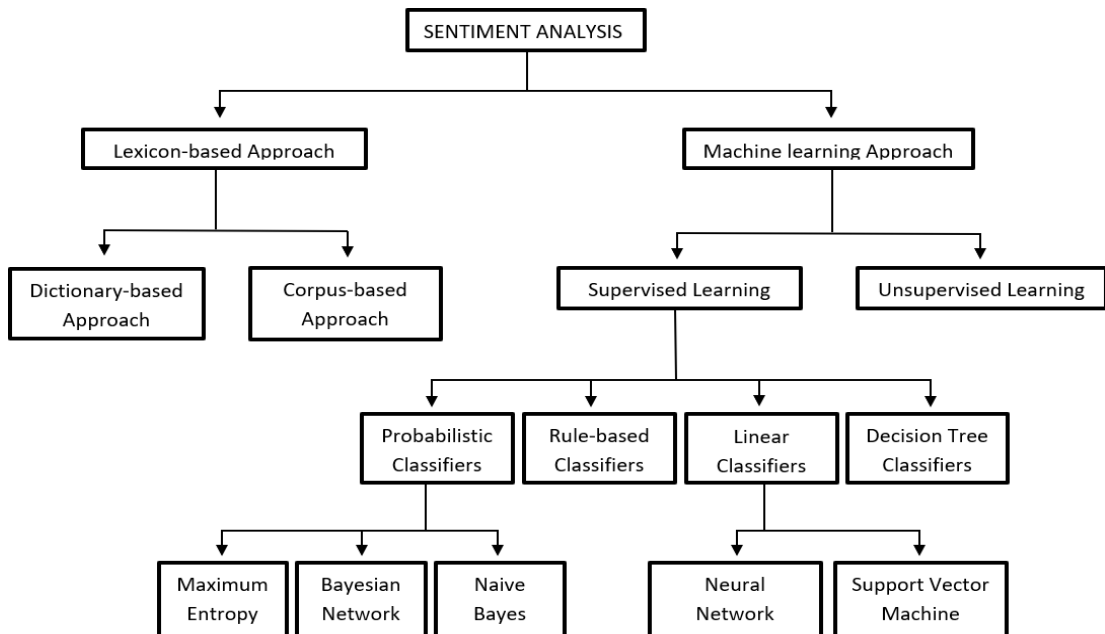 SENTIMENT ANALYSIS
Lexicon-based Approach
Machine learning Approach
Dictionary-based
Approach
Corpus-based
Approach
Supervised Learning
Unsupervised Learning
Probabilistic
Classifiers
Rule-based
Classifiers
Linear
Classifiers
Decision Tree
Classifiers
Maximum
Entropy
Bayesian
Network
Naive
Bayes
Neural
Network
Support Vector
Machine